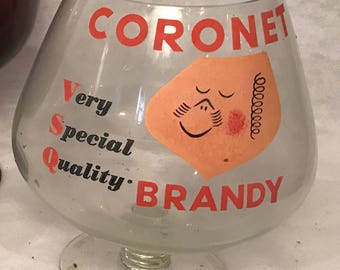 CORONET
Very
Special
Quality
BRANDY